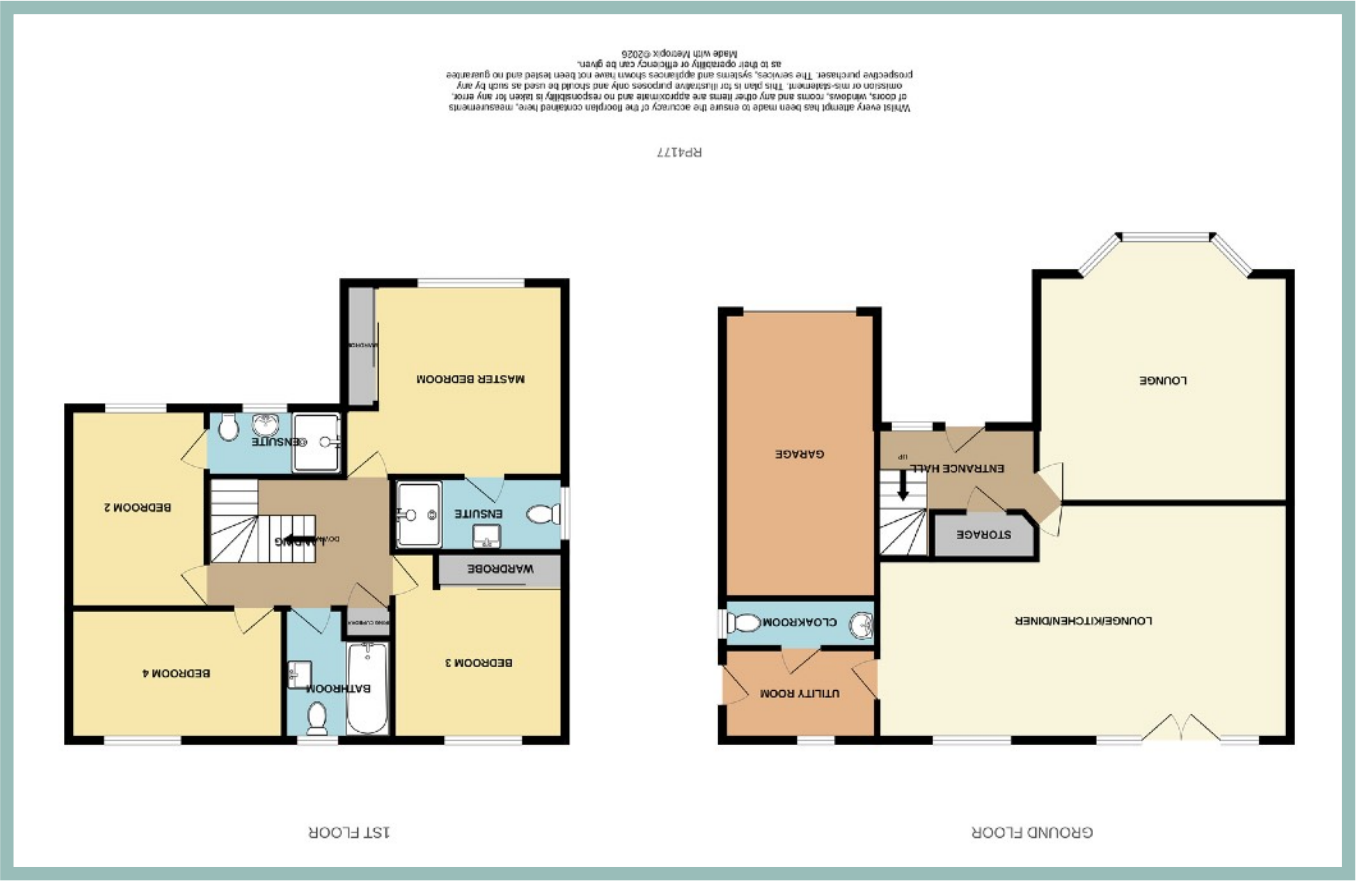 GROUND FLOOR
UTILITY ROOM
LOUNGE/KITCHEN/DINER
CLOAKROOM
STORAGE
ENTRANCE HALL
UP
GARAGE
LOUNGE
1ST FLOOR
BATHROOM
BEDROOM 3
BEDROOM 4
WARDROBE
LANDING
DOWN
ENSUITE
BEDROOM 2
ENSUITE
MASTER BEDROOM
WARDROBE
RP4177
Whilst every attempt has been made to ensure the accuracy of the floorplan contained here, measurements
of doors, windows, rooms and any other items are approximate and no responsibility is taken for any error,
omission or mis-statement. This plan is for illustrative purposes only and should be used as such by any
prospective purchaser. The services, systems and appliances shown have not been tested and no guarantee
as to their operability or efficiency can be given.
Made with Metropix ©2026